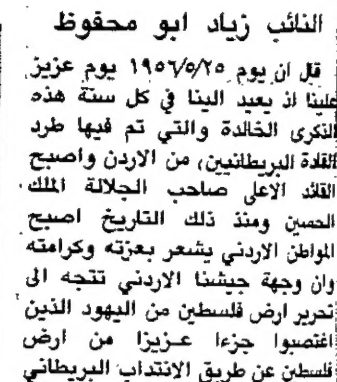 النائب زياد ابو محفوظ
قال ان يوم ١٩٥٦/٥/٢٥ يوم عزيز
علينا اذ يعيد الينا في كل سنة هذه
الذكرى الخالدة والتي تم فيها طرد
القادة البريطانيين، من الاردن واصبح
القائد الاعلى صاحب الجلالة الملك
الحسين ومنذ ذلك التاريخ اصبح
المواطن الاردني يشعر بعزته وكرامته
وان وجهة جيشنا الاردني تتجه الى
تحرير ارض فلسطين من اليهود الذين
اغتصبوا جزءا عزيزا من ارض
فلسطين عن طريق الانتداب البريطاني